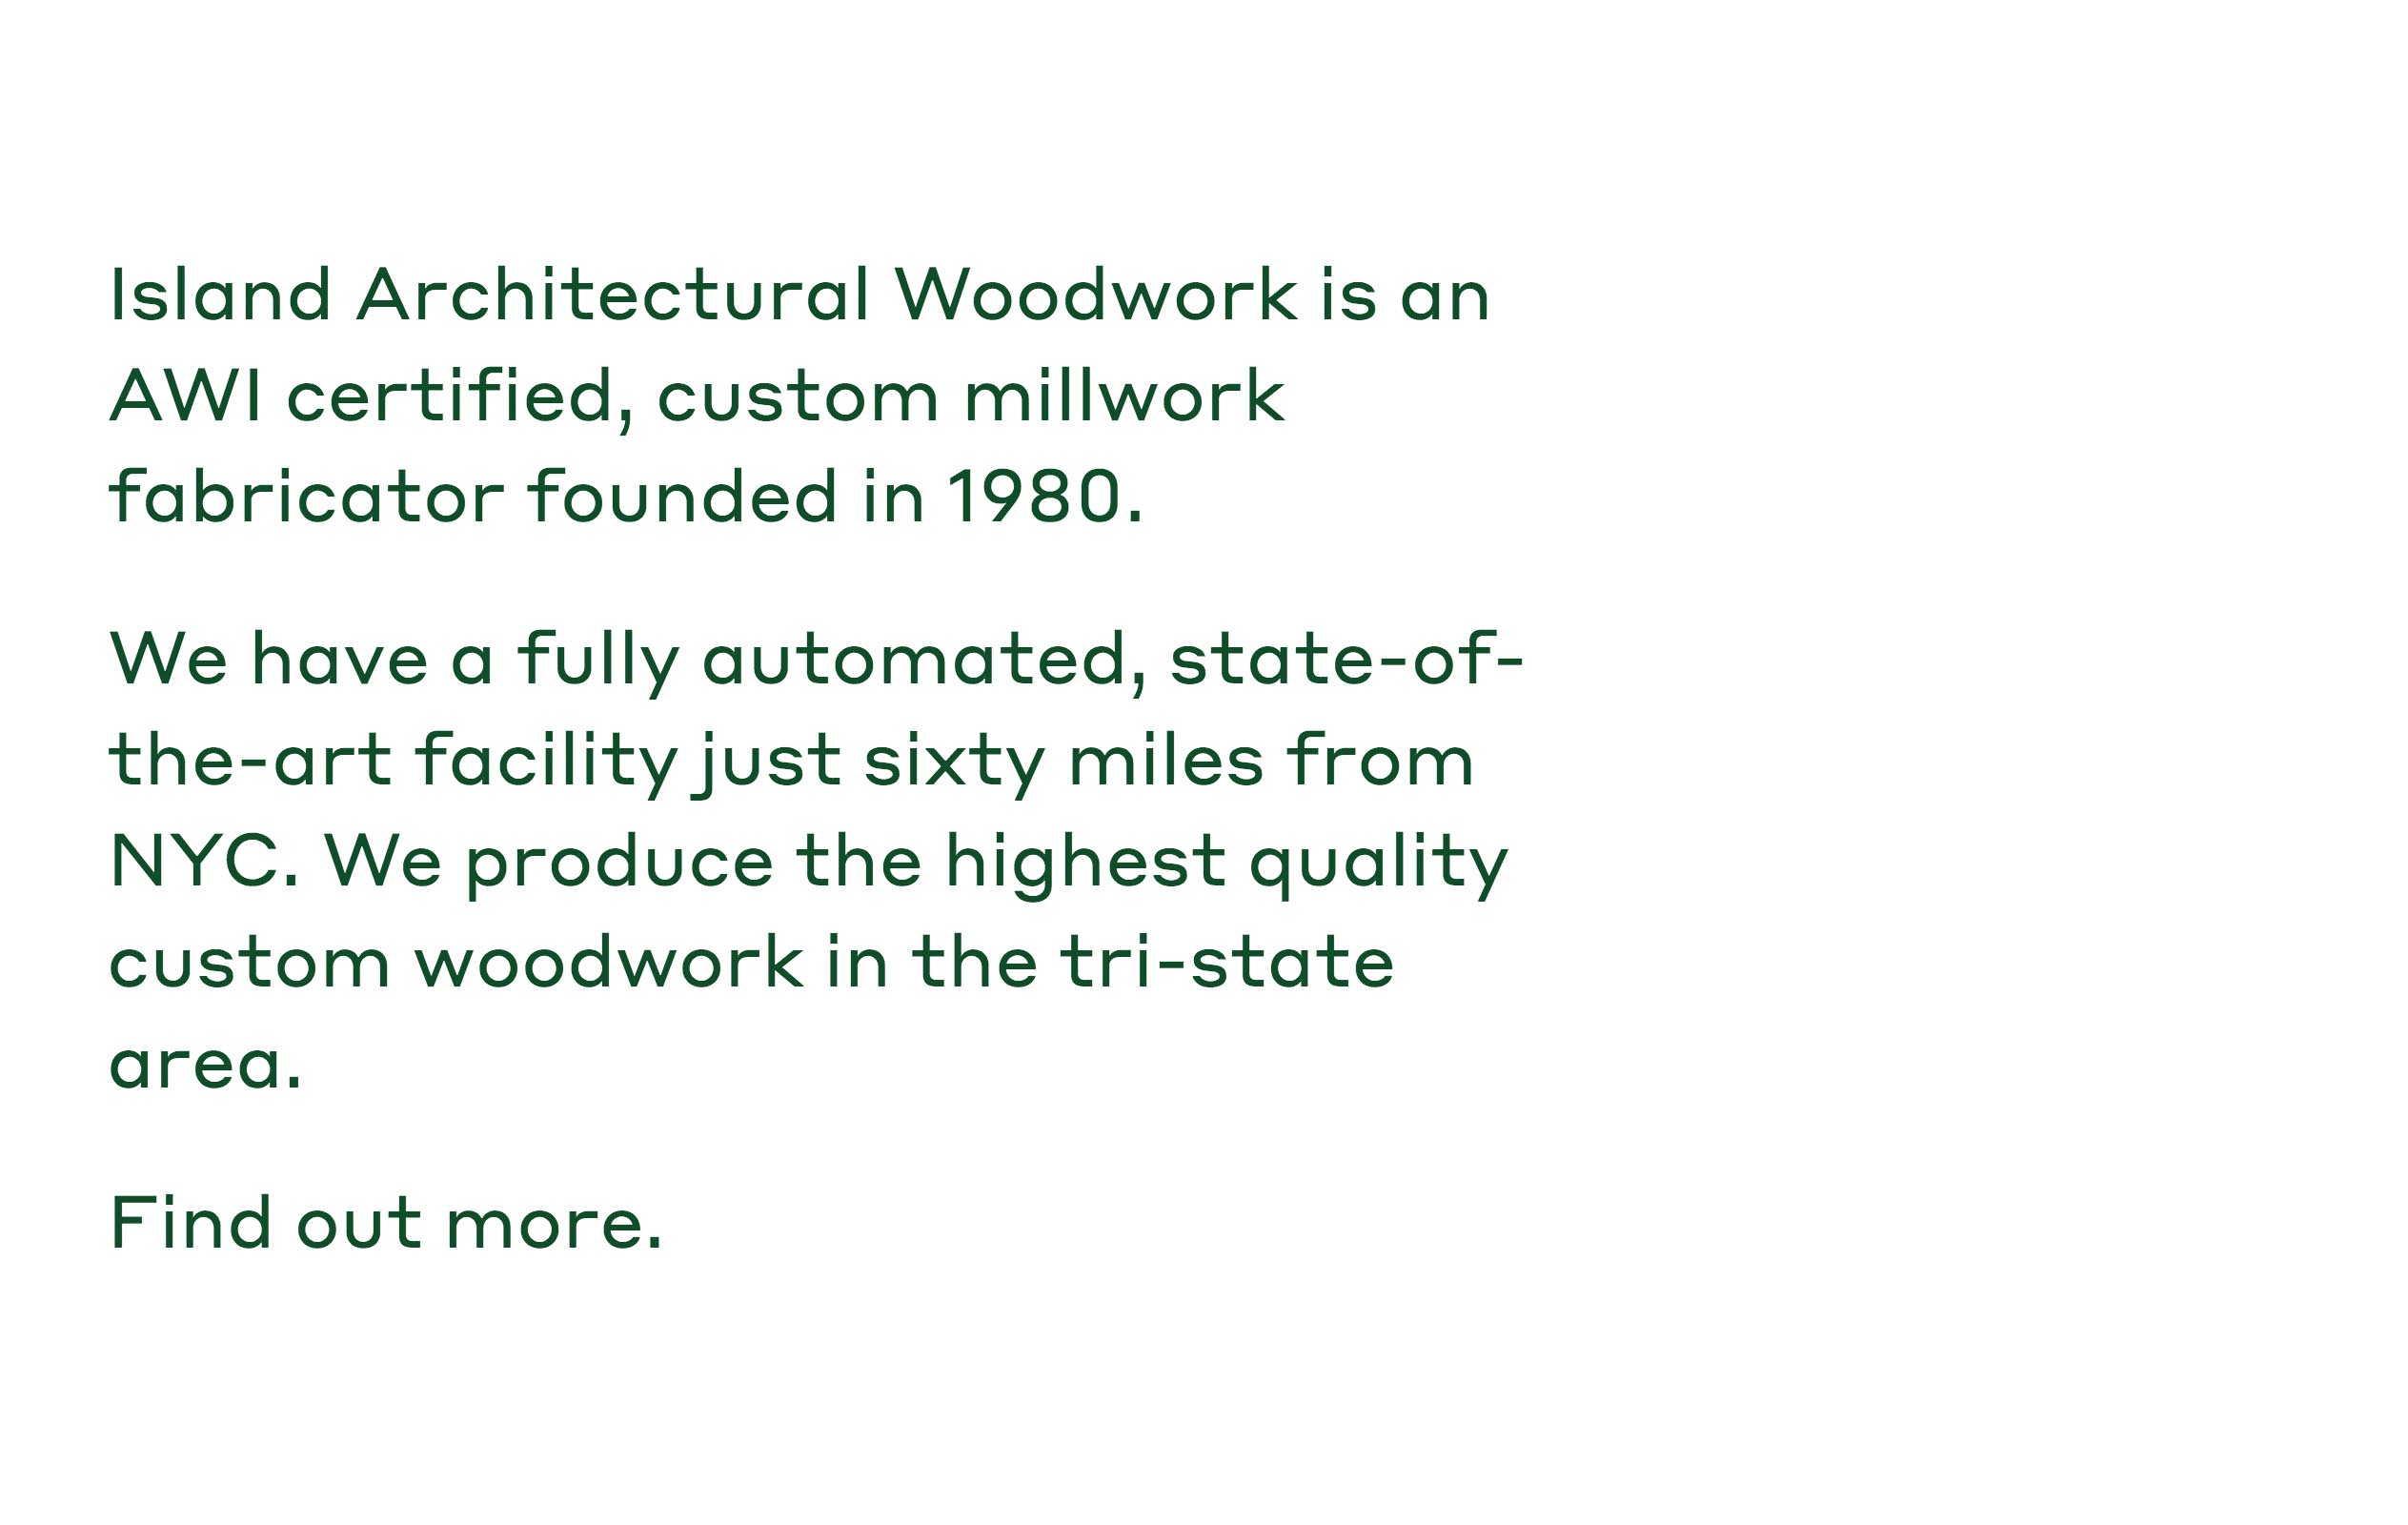 Island Architectural Woodwork is an
AWI certified, custom millwork
fabricator founded in 1980.
We have a fully automated, state-of-
the-art facility just sixty miles from
NYC. We produce the highest quality
custom woodwork in the tri-state
area.
Find out more.